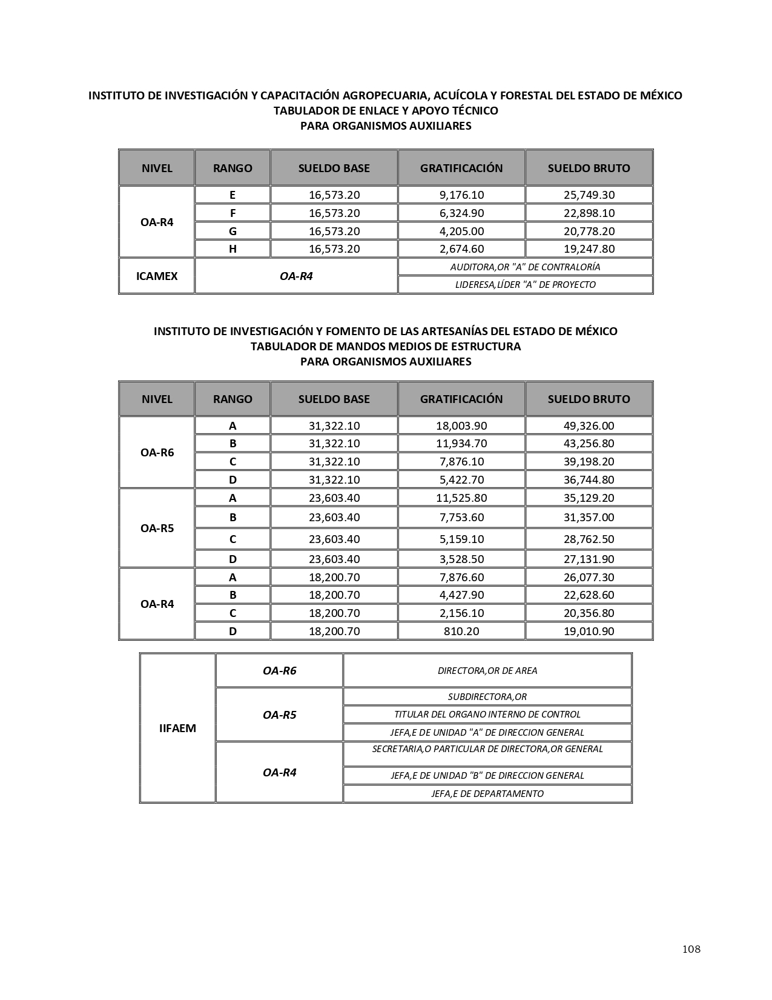 INSTITUTO DE INVESTIGACIÓN Y CAPACITACIÓN AGROPECUARIA, ACUÍCOLA Y FORESTAL DEL ESTADO DE MÉXICO
TABULADOR DE ENLACE Y APOYO TÉCNICO
PARA ORGANISMOS AUXILIARES
NIVEL RANGO SUELDO BASE GRATIFICACIÓN SUELDO BRUTO
E 16,573.20 9,176.10 25,749.30
F 16,573.20 6,324.90 22,898.10
OA-R4
G 16,573.20 4,205.00 20,778.20
H 16,573.20 2,674.60 19,247.80
AUDITORA,OR "A" DE CONTRALORÍA
ICAMEX OA-R4
LIDERESA,LÍDER "A" DE PROYECTO
INSTITUTO DE INVESTIGACIÓN Y FOMENTO DE LAS ARTESANÍAS DEL ESTADO DE MÉXICO
TABULADOR DE MANDOS MEDIOS DE ESTRUCTURA
PARA ORGANISMOS AUXILIARES
NIVEL RANGO SUELDO BASE GRATIFICACIÓN SUELDO BRUTO
A 31,322.10 18,003.90 49,326.00
B 31,322.10 11,934.70 43,256.80
OA-R6
C 31,322.10 7,876.10 39,198.20
D 31,322.10 5,422.70 36,744.80
A 23,603.40 11,525.80 35,129.20
B 23,603.40 7,753.60 31,357.00
OA-R5
C 23,603.40 5,159.10 28,762.50
D 23,603.40 3,528.50 27,131.90
A 18,200.70 7,876.60 26,077.30
B 18,200.70 4,427.90 22,628.60
OA-R4
C 18,200.70 2,156.10 20,356.80
D 18,200.70 810.20 19,010.90
OA-R6 DIRECTORA,OR DE AREA
SUBDIRECTORA,OR
OA-R5 TITULAR DEL ORGANO INTERNO DE CONTROL
IIFAEM
JEFA,E DE UNIDAD "A" DE DIRECCION GENERAL
SECRETARIA,O PARTICULAR DE DIRECTORA,OR GENERAL
OA-R4 JEFA,E DE UNIDAD "B" DE DIRECCION GENERAL
JEFA,E DE DEPARTAMENTO
108